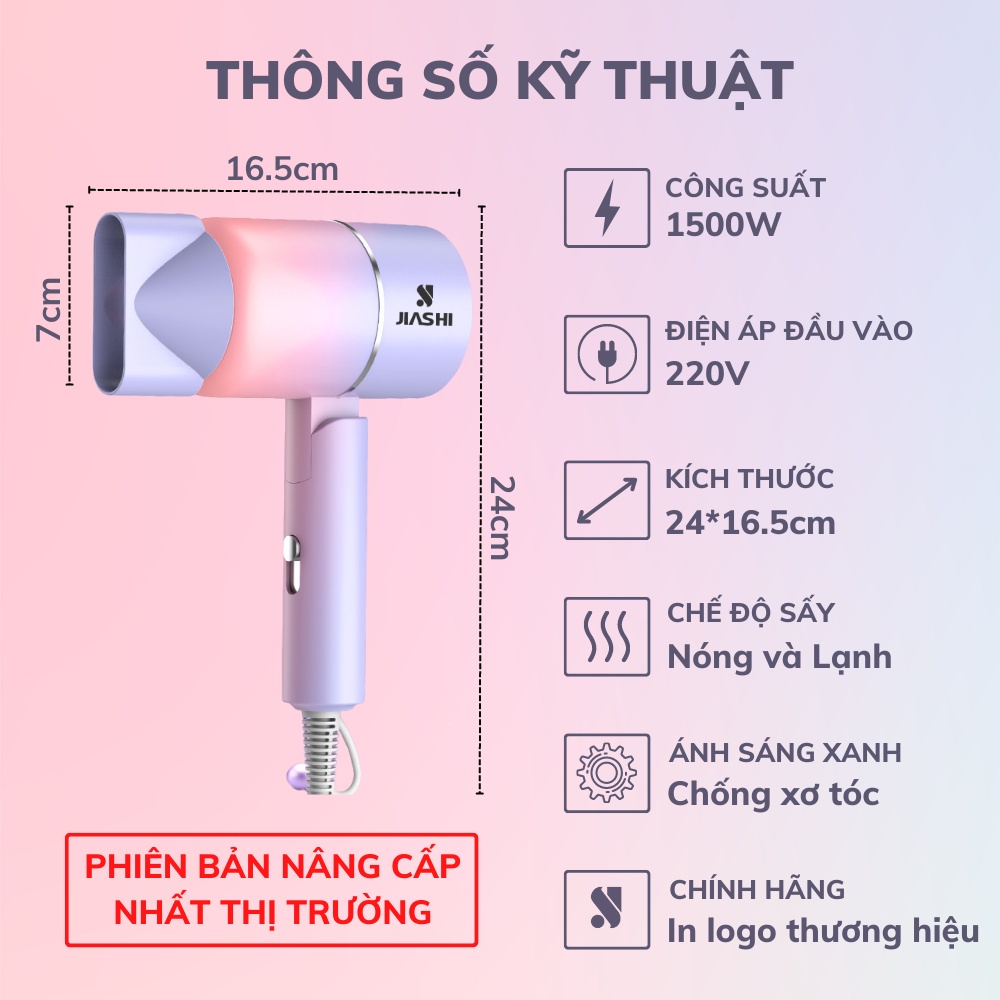 THÔNG SỐ KỸ THUẬT
16.5cm
7cm
24cm
JIASHI
CÔNG SUẤT
1500W
ĐIỆN ÁP ĐẦU VÀO
220V
KÍCH THƯỚC
24*16.5cm
CHẾ ĐỘ SẤY
Nóng và Lạnh
ÁNH SÁNG XANH
Chống xơ tóc
CHÍNH HÃNG
In logo thương hiệu
PHIÊN BẢN NÂNG CẤP
NHẤT THỊ TRƯỜNG